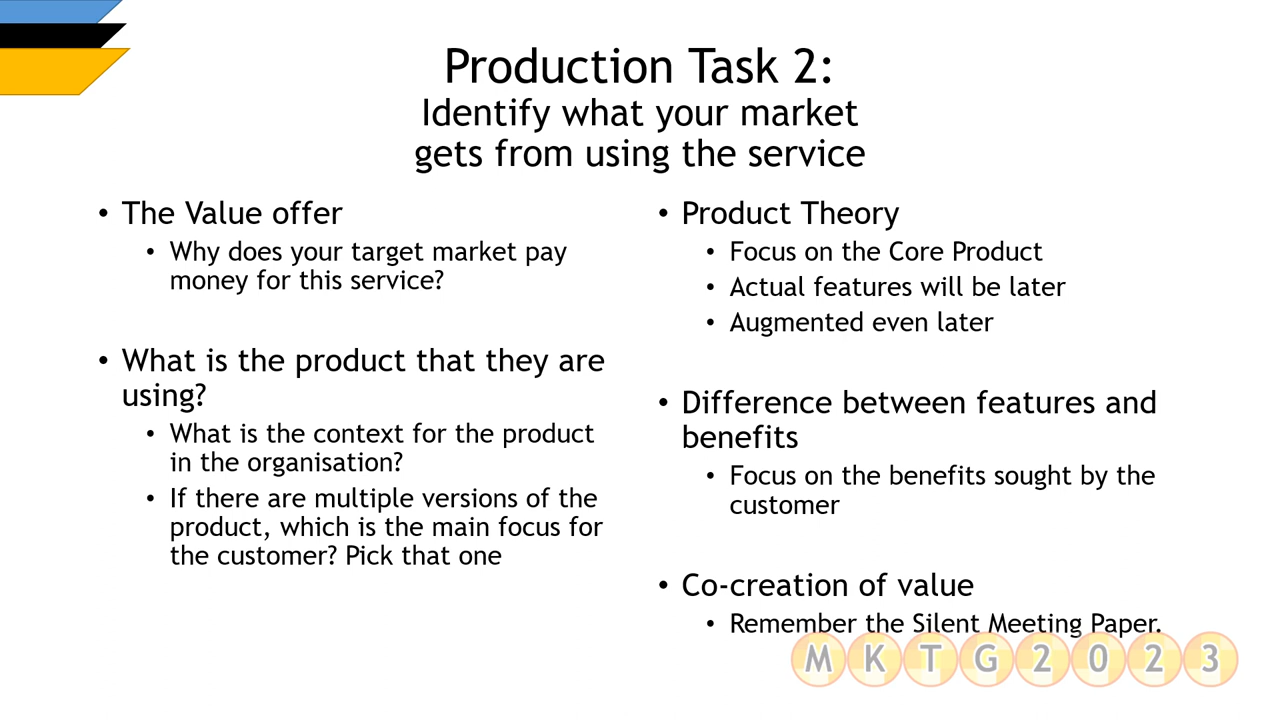 Production Task 2:
Identify what your market
gets from using the service
• The Value offer
• Why does your target market pay
money for this service?
• What is the product that they are
using?
• What is the context for the product
in the organisation?
• If there are multiple versions of the
product, which is the main focus for
the customer? Pick that one
• Product Theory
• Focus on the Core Product
• Actual features will be later
• Augmented even later
• Difference between features and
benefits
• Focus on the benefits sought by the
customer
• Co-creation of value
• Remember the Silent Meeting Paper.
MKTG2023